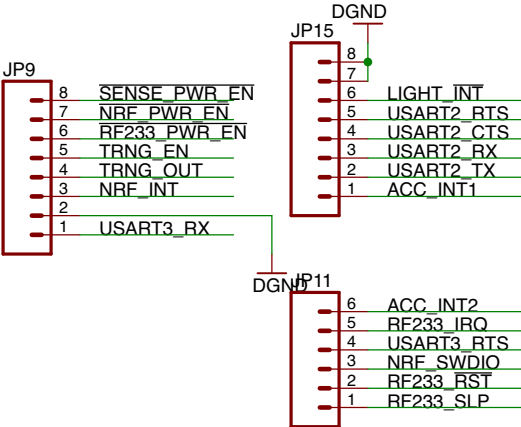 JP9
8 SENSE_PWR_EN
7 NRF_PWR_EN
6 RF233_PWR_EN
5 TRNG_EN
4 TRNG_OUT
3 NRF_INT
2
1 USART3_RX
DGND
DGND
JP15
8
7
6 LIGHT_INT
5 USART2_RTS
4 USART2_CTS
3 USART2_RX
2 USART2_TX
1 ACC_INT1
JP11
6 ACC_INT2
5 RF233_IRQ
4 USART3_RTS
3 NRF_SWDIO
2 RF233_RST
1 RF233_SLP